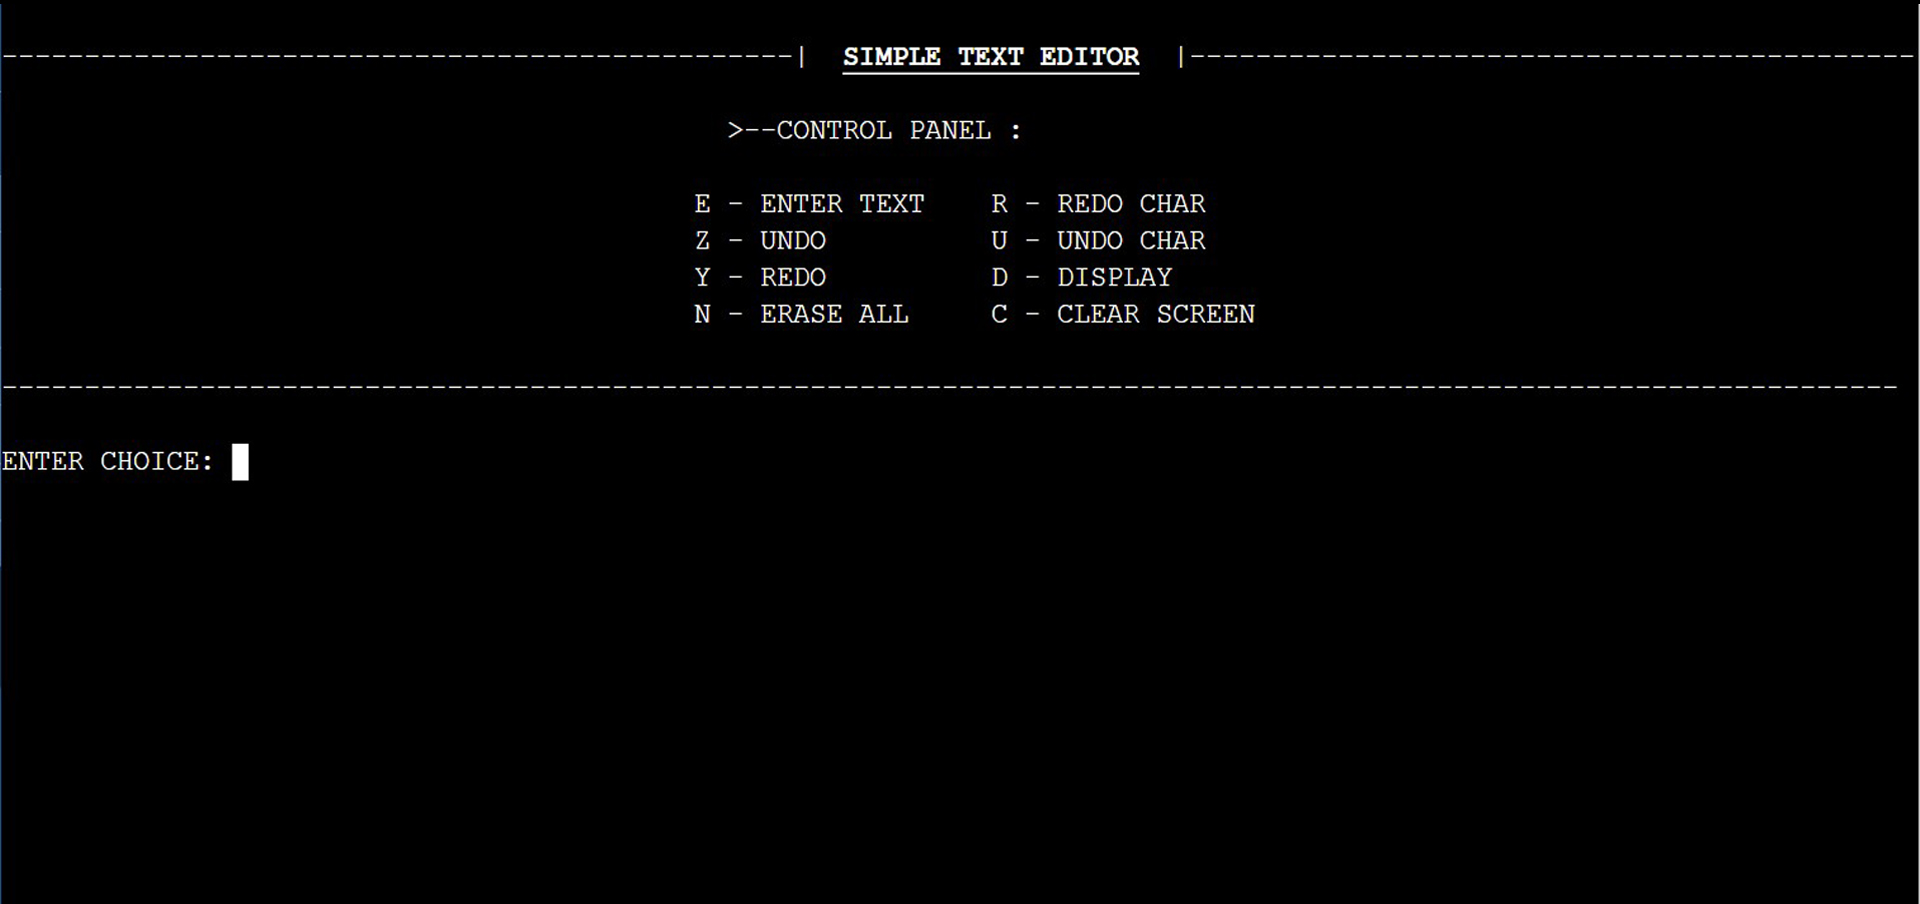 ----------------------------------------------------| SIMPLE TEXT EDITOR |--------------------------------------------
>--CONTROL PANEL :
E - ENTER TEXT R - REDO CHAR
Z - UNDO U - UNDO CHAR
Y - REDO D - DISPLAY
N - ERASE ALL C - CLEAR SCREEN
-------------------------------------------------------------------------------------------------------------------
ENTER CHOICE: